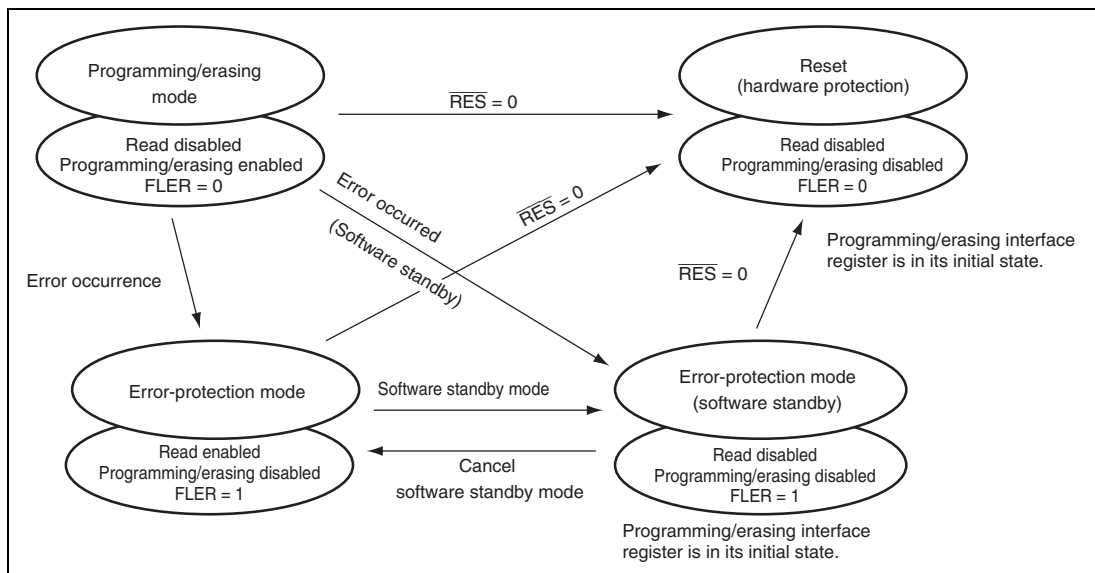 Programming/erasing
mode
Read disabled
Programming/erasing enabled
FLER = 0
RES = 0
Reset
(hardware protection)
Read disabled
Programming/erasing disabled
FLER = 0
Programming/erasing interface
register is in its initial state.
Error occurred
(Software standby)
RES = 0
RES = 0
Error occurrence
Error-protection mode
Read enabled
Programming/erasing disabled
FLER = 1
Software standby mode
Cancel
software standby mode
Error-protection mode
(software standby)
Read disabled
Programming/erasing disabled
FLER = 1
Programming/erasing interface
register is in its initial state.